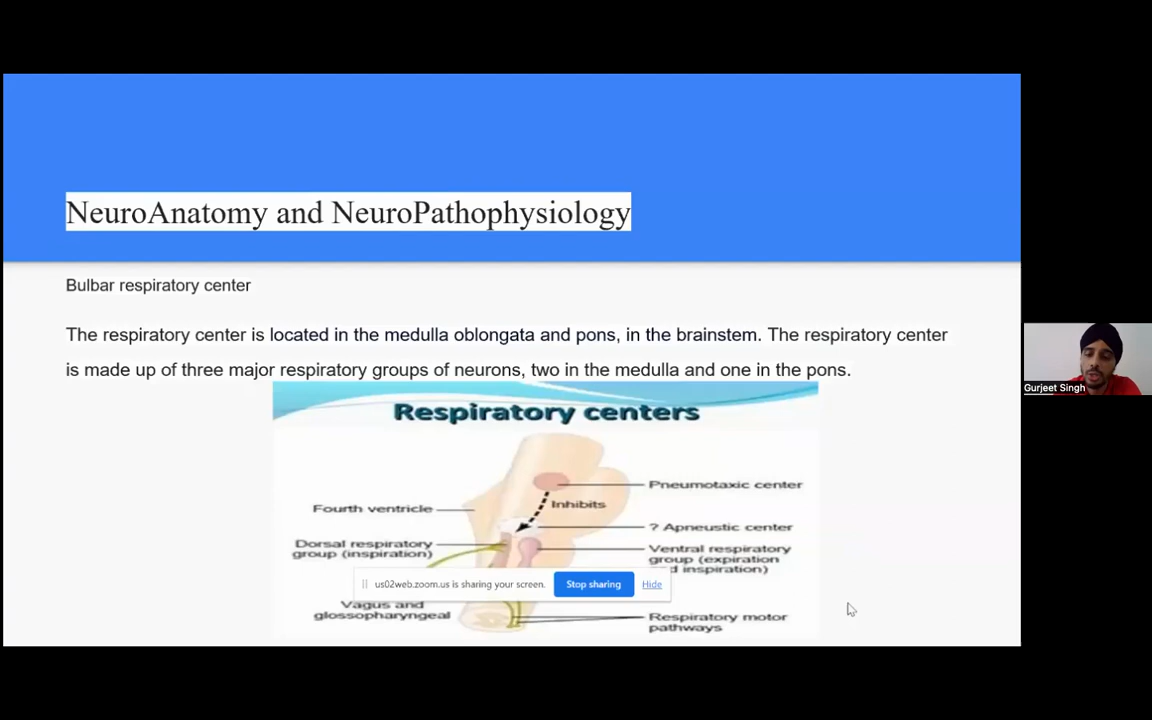 NeuroAnatomy and NeuroPathophysiology
Bulbar respiratory center
The respiratory center is located in the medulla oblongata and pons, in the brainstem. The respiratory center
is made up of three major respiratory groups of neurons, two in the medulla and one in the pons.
Respiratory centers
Pneumotaxic center
Inhibits
Fourth ventricle
? Apneustic center
Dorsal respiratory
group (inspiration)
Ventral respiratory
group (expiration
d inspiration)
us02web.zoom.us is sharing your screen.
Stop sharing
Hide
Vagus and
glossopharyngeal
Respiratory motor
pathways
Gurjeet Singh